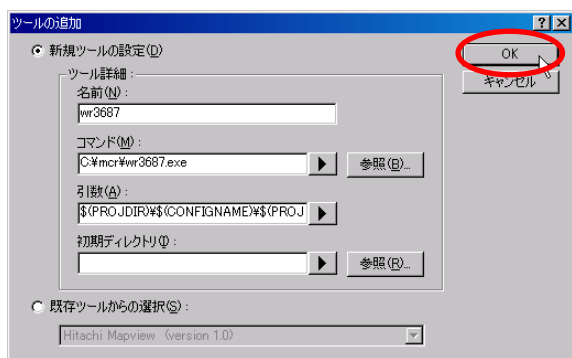 ツールの追加
新規ツールの設定(D)
OK
ツール詳細:
キャンセル
名前(N):
wr3687
コマンド(M):
C:¥mcr¥wr3687.exe
参照(B)...
引数(A):
$(PROJDIR)¥$(CONFIGNAME)¥$(PROJ
初期ディレクトリ(I):
参照(R)...
既存ツールからの選択(S):
Hitachi Mapview (version 1.0)